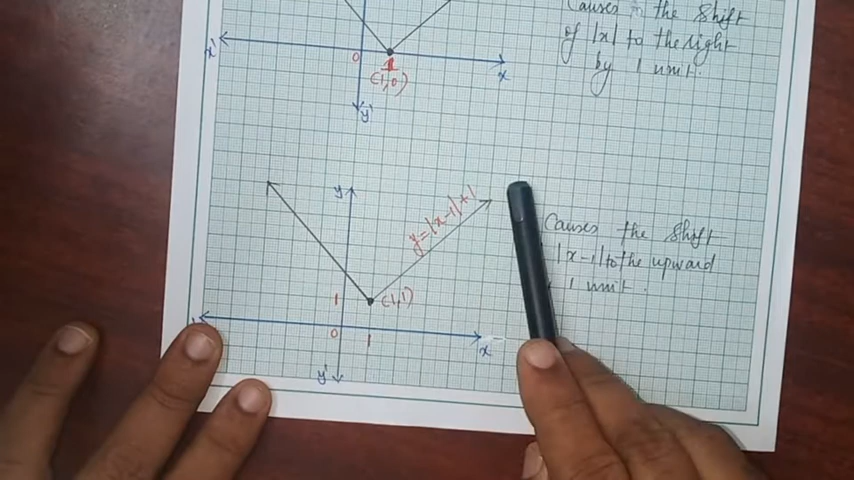 Causes in the shift
of |x| to the right
by 1 unit.
x'
0
1
(1,0)
x
y'
y
y=|x-1|+1
1
(1,1)
0
1
x
y'
Causes the shift
|x-1| to the upward
1 unit.